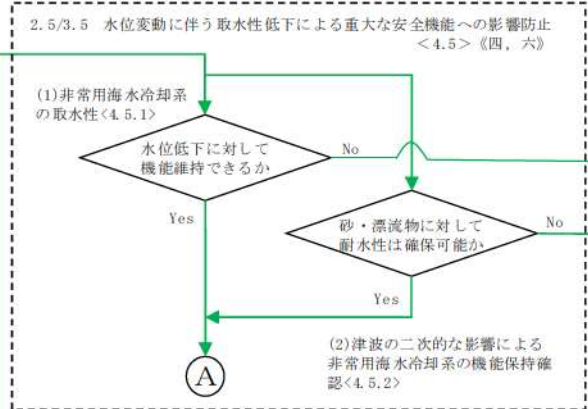 2.5/3.5 水位変動に伴う取水性低下による重大な安全機能への影響防止
<4.5>《四，六》
(1)非常用海水冷却系
の取水性<4.5.1>
水位低下に対して
機能維持できるか
No
Yes
砂・漂流物に対して
耐水性は確保可能か
No
Yes
(2)津波の二次的な影響による
非常用海水冷却系の機能保持確
認<4.5.2>
A